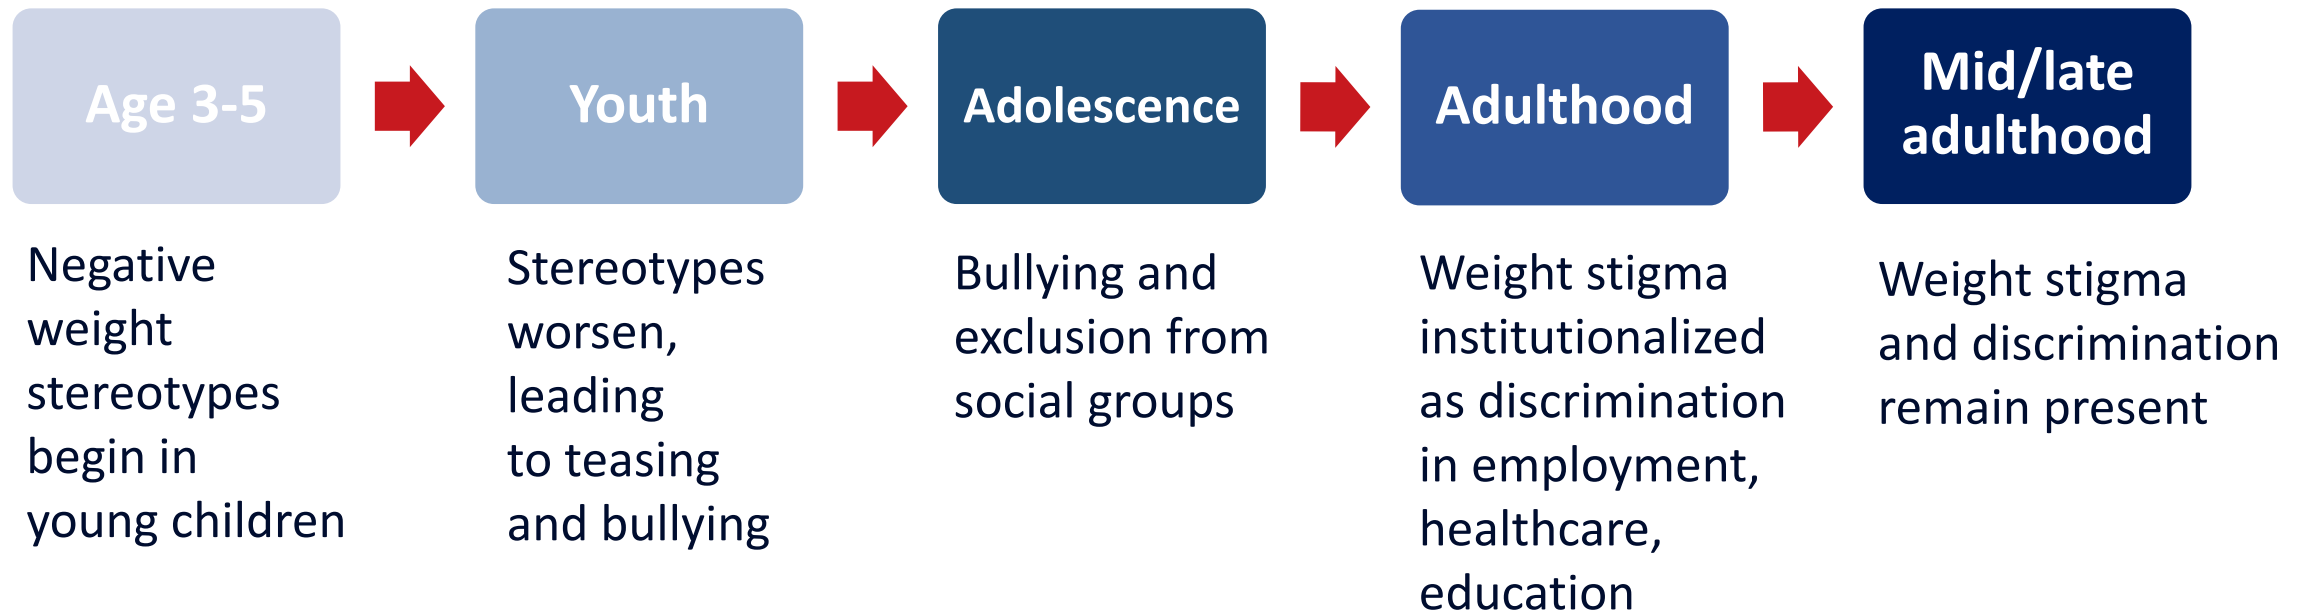 Age 3-5
Negative
weight
stereotypes
begin in
young children
Youth
Stereotypes
worsen,
leading
to teasing
and bullying
Adolescence
Bullying and
exclusion from
social groups
Adulthood
Weight stigma
institutionalized
as discrimination
in employment,
healthcare,
education
Mid/late
adulthood
Weight stigma
and discrimination
remain present